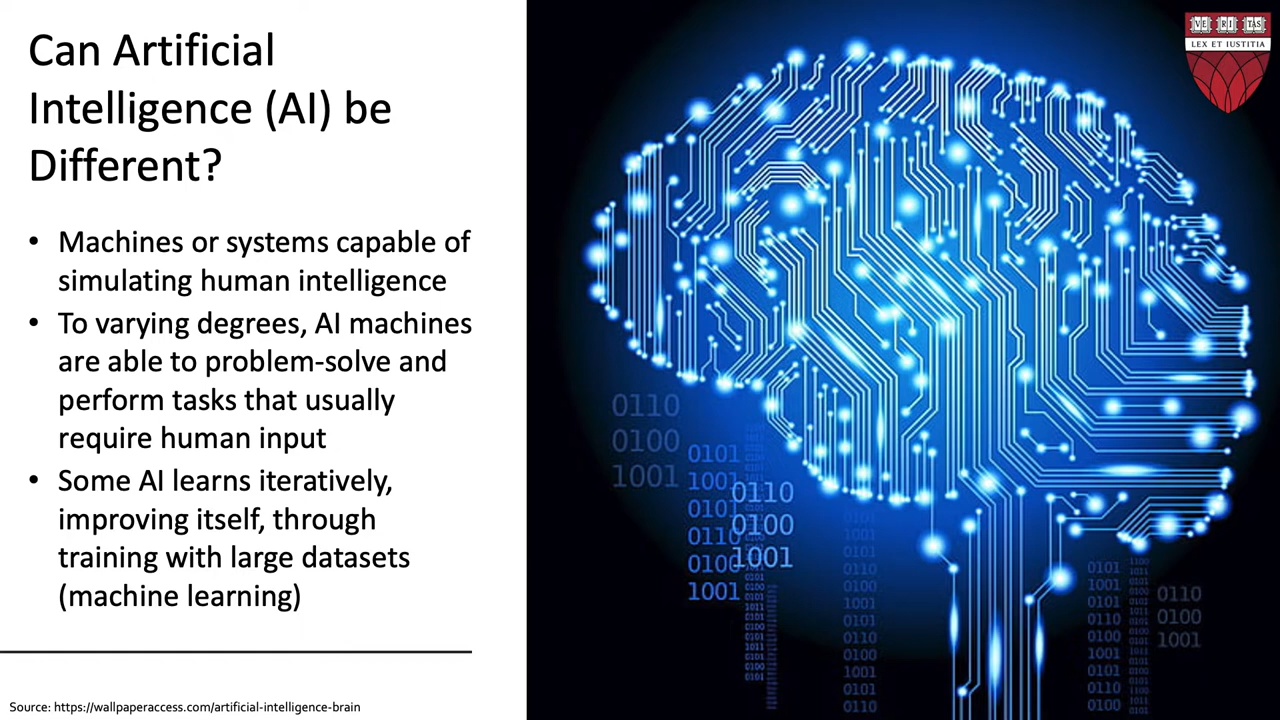 Can Artificial
Intelligence (AI) be
Different?
• Machines or systems capable of
simulating human intelligence
• To varying degrees, AI machines
are able to problem-solve and
perform tasks that usually
require human input
• Some AI learns iteratively,
improving itself, through
training with large datasets
(machine learning)
Source: https://wallpaperaccess.com/artificial-intelligence-brain
VE RI TAS
LEX ET IUSTITIA
0110
0100
1001
0101
1001
0101
0110
0100
1001
0110
0100
1001
0101
1001
0101
0110
0100
0110
0100
1001